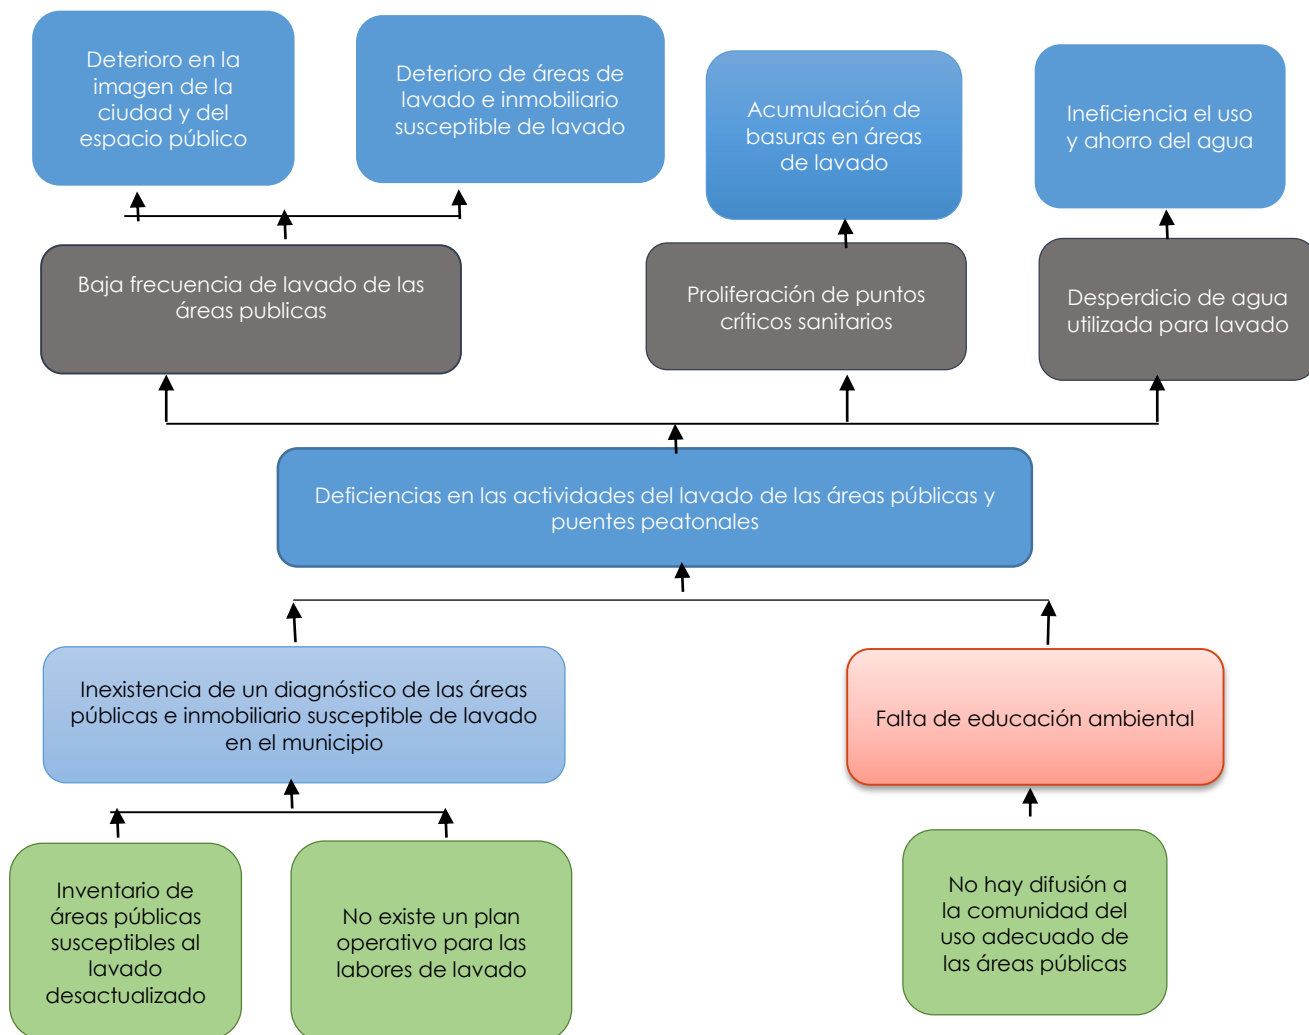 Deterioro en la
imagen de la
ciudad y del
espacio público
Deterioro de áreas de
lavado e inmobiliario
susceptible de lavado
Acumulación de
basuras en áreas
de lavado
Ineficiencia el uso
y ahorro del agua
Baja frecuencia de lavado de las
áreas publicas
Proliferación de puntos
críticos sanitarios
Desperdicio de agua
utilizada para lavado
Deficiencias en las actividades del lavado de las áreas públicas y
puentes peatonales
Inexistencia de un diagnóstico de las áreas
públicas e inmobiliario susceptible de lavado
en el municipio
Falta de educación ambiental
Inventario de
áreas públicas
susceptibles al
lavado
desactualizado
No existe un plan
operativo para las
labores de lavado
No hay difusión a
la comunidad del
uso adecuado de
las áreas públicas